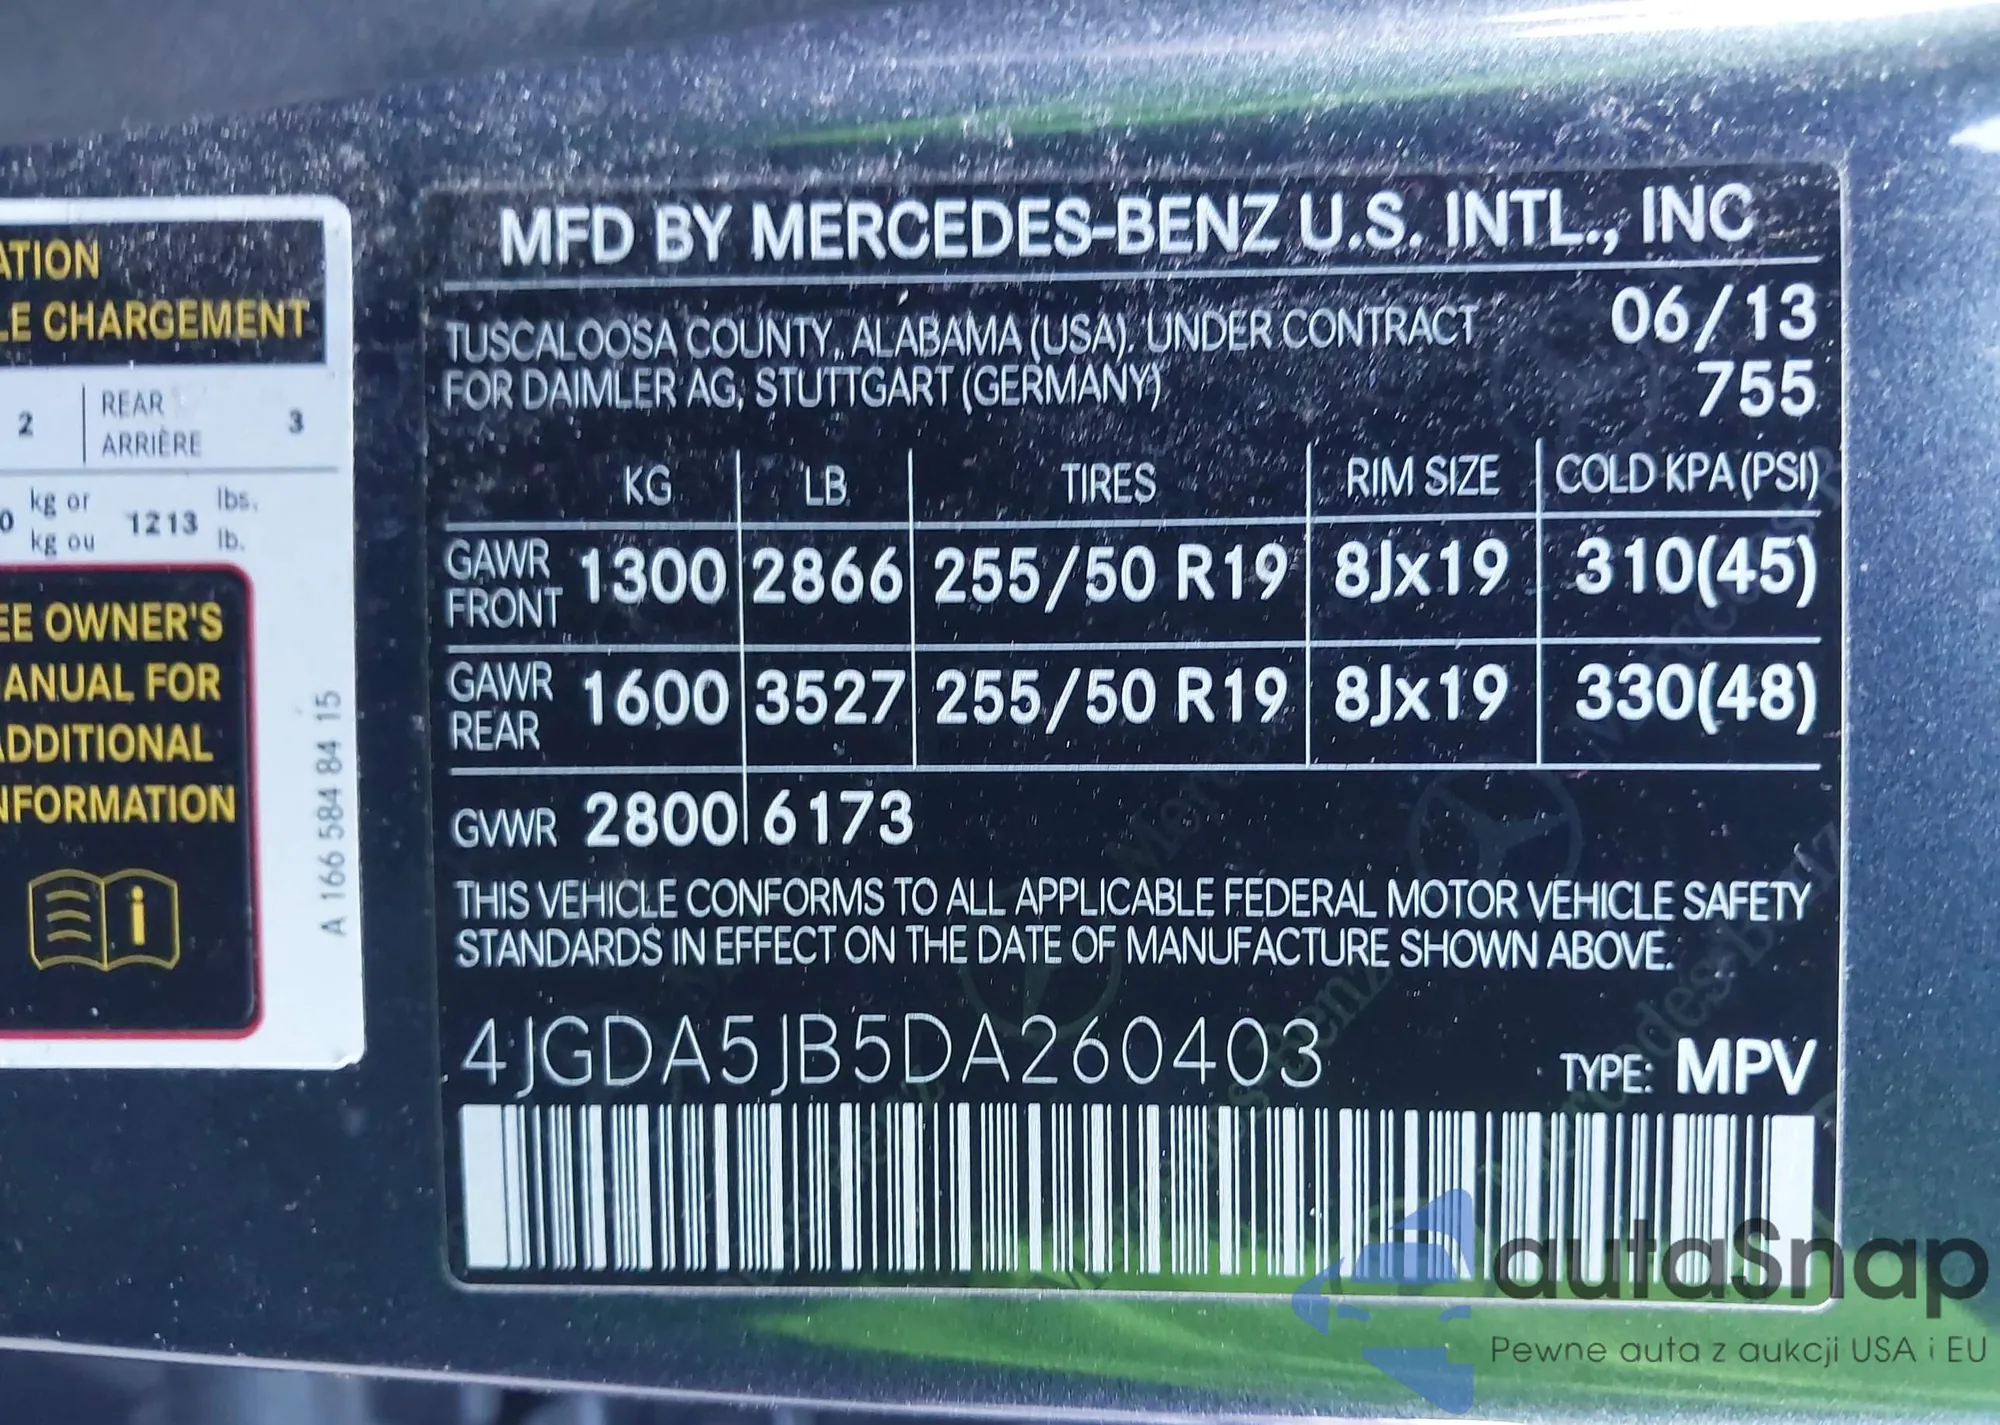 ATION
LE CHARGEMENT
2 REAR 3
ARRIÈRE
0 kg or 1213 lbs.
kg ou lb.
EE OWNER'S
ANUAL FOR
ADDITIONAL
NFORMATION
A 166 584 84 15
MFD BY MERCEDES-BENZ U.S. INTL., INC
TUSCALOOSA COUNTY, ALABAMA (USA). UNDER CONTRACT 06/13
FOR DAIMLER AG, STUTTGART (GERMANY) 755
KG LB TIRES RIM SIZE COLD KPA (PSI)
GAWR FRONT 1300 2866 255/50 R19 8Jx19 310(45)
GAWR REAR 1600 3527 255/50 R19 8Jx19 330(48)
GVWR 2800 6173
THIS VEHICLE CONFORMS TO ALL APPLICABLE FEDERAL MOTOR VEHICLE SAFETY
STANDARDS IN EFFECT ON THE DATE OF MANUFACTURE SHOWN ABOVE.
4JGDA5JB5DA260403 TYPE: MPV
autoSnap
Pewne auta z aukcji USA i EU